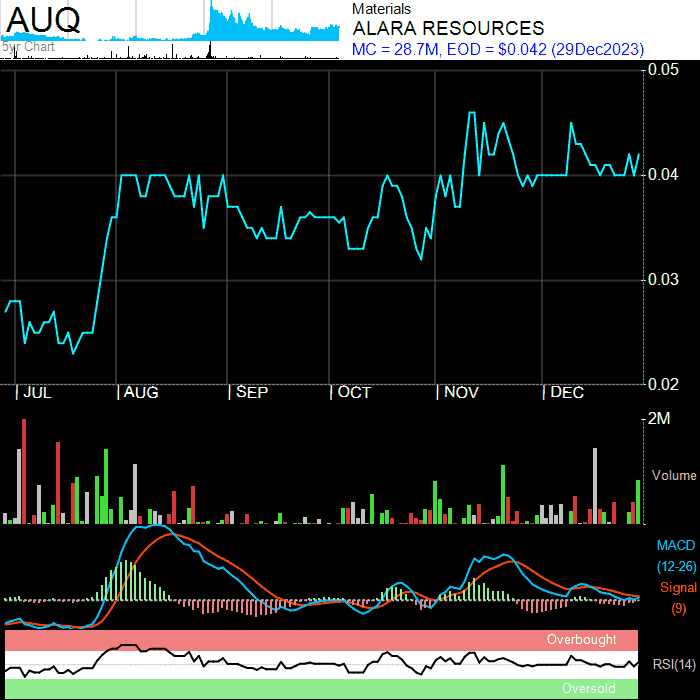 AUQ
5yr Chart
Materials
ALARA RESOURCES
MC = 28.7M, EOD = $0.042 (29Dec2023)
0.05
0.04
0.03
0.02
JUL AUG SEP OCT NOV DEC
2M
Volume
MACD
(12-26)
Signal
(9)
Overbought
RSI(14)
Oversold